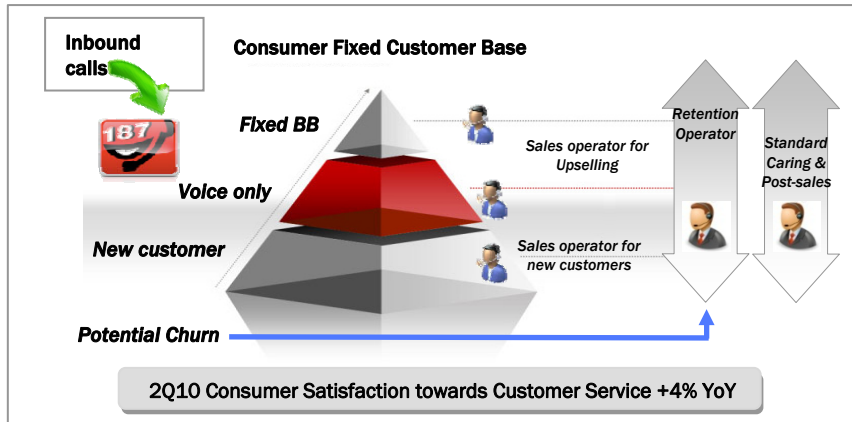 Inbound
calls
Consumer Fixed Customer Base
187
Fixed BB
Voice only
New customer
Potential Churn
Sales operator for
Upselling
Sales operator for
new customers
Retention
Operator
Standard
Caring &
Post-sales
2Q10 Consumer Satisfaction towards Customer Service +4% YoY